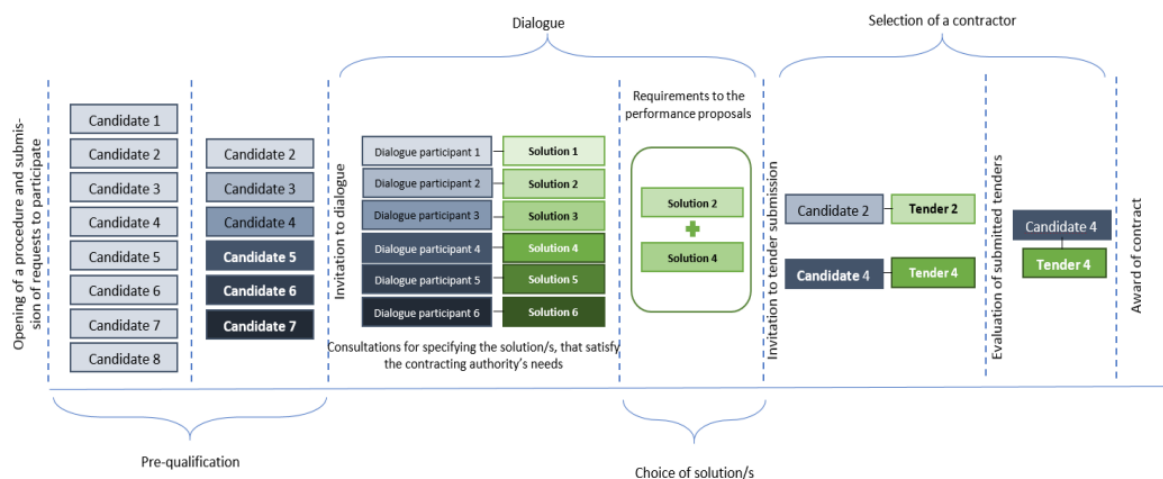 Dialogue
Selection of a contractor
Opening of a procedure and submis-
sion of requests to participate
Candidate 1
Candidate 2
Candidate 3
Candidate 4
Candidate 5
Candidate 6
Candidate 7
Candidate 8
Candidate 2
Candidate 3
Candidate 4
Candidate 5
Candidate 6
Candidate 7
Invitation to dialogue
Dialogue participant 1
Solution 1
Dialogue participant 2
Solution 2
Dialogue participant 3
Solution 3
Dialogue participant 4
Solution 4
Dialogue participant 5
Solution 5
Dialogue participant 6
Solution 6
Consultations for specifying the solution/s, that satisfy
the contracting authority's needs
Requirements to the
performance proposals
Solution 2
+
Solution 4
Invitation to tender submission
Candidate 2
Tender 2
Candidate 4
Tender 4
Evaluation of submitted tenders
Candidate 4
Tender 4
Award of contract
Pre-qualification
Choice of solution/s